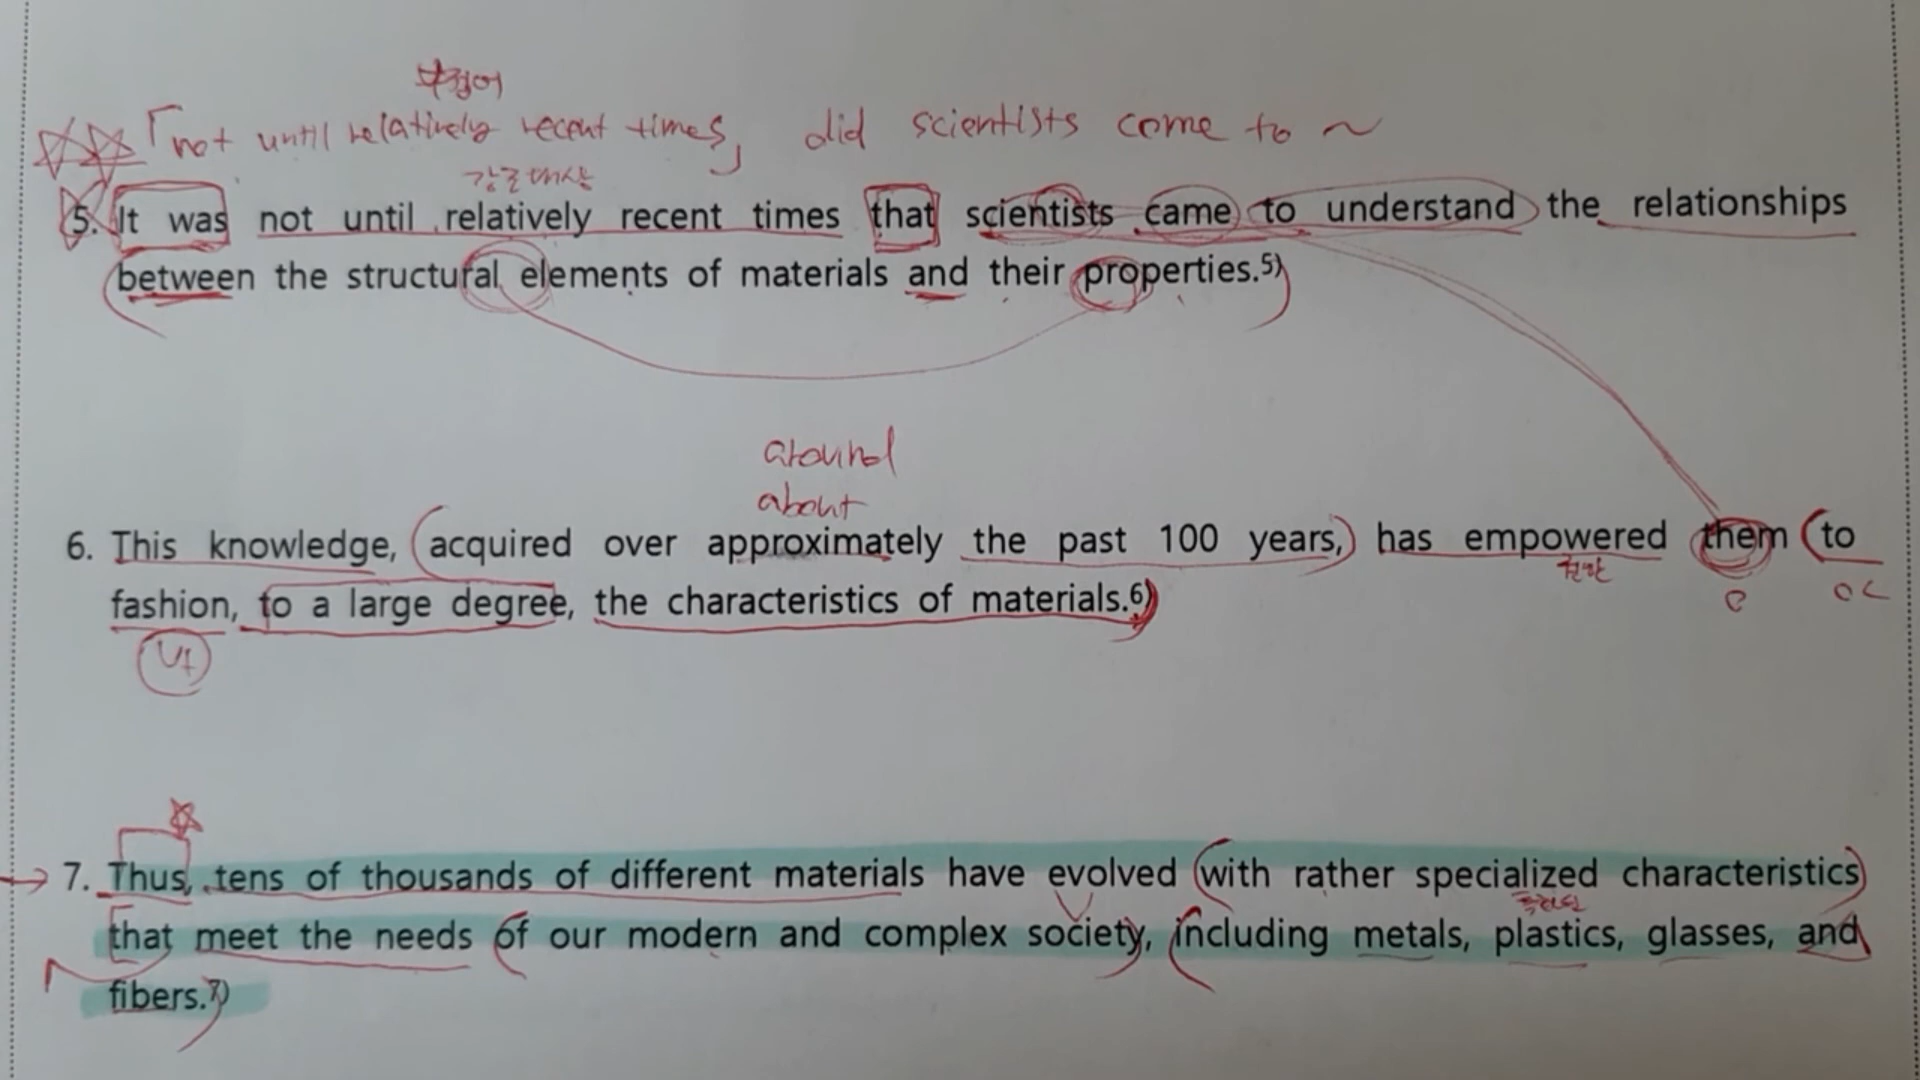 부정어
not until relatively recent times, did scientists come to ~
강조대상
5. It was not until relatively recent times that scientists came to understand the relationships
between the structural elements of materials and their properties.5)
around
about
6. This knowledge, acquired over approximately the past 100 years, has empowered them to
O OC
fashion, to a large degree, the characteristics of materials.6)
7. Thus, tens of thousands of different materials have evolved with rather specialized characteristics
that meet the needs of our modern and complex society, including metals, plastics, glasses, and
fibers.7)